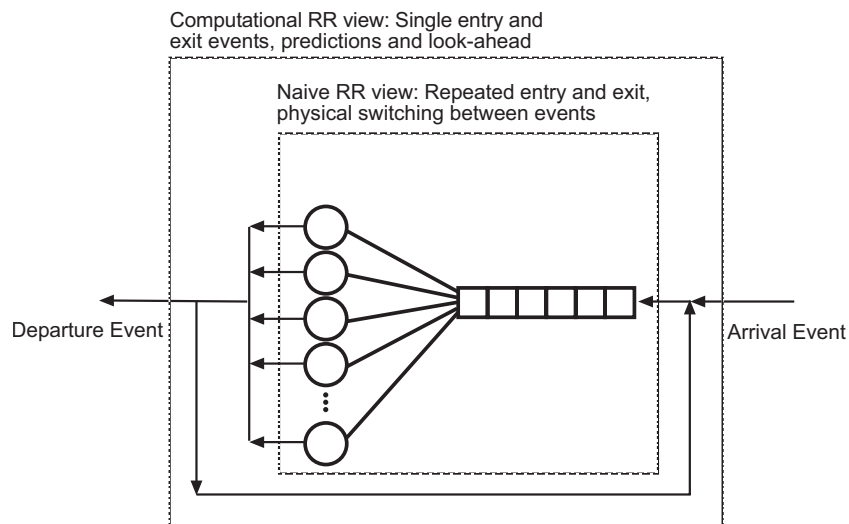 Computational RR view: Single entry and
exit events, predictions and look-ahead
Naive RR view: Repeated entry and exit,
physical switching between events
Departure Event
Arrival Event